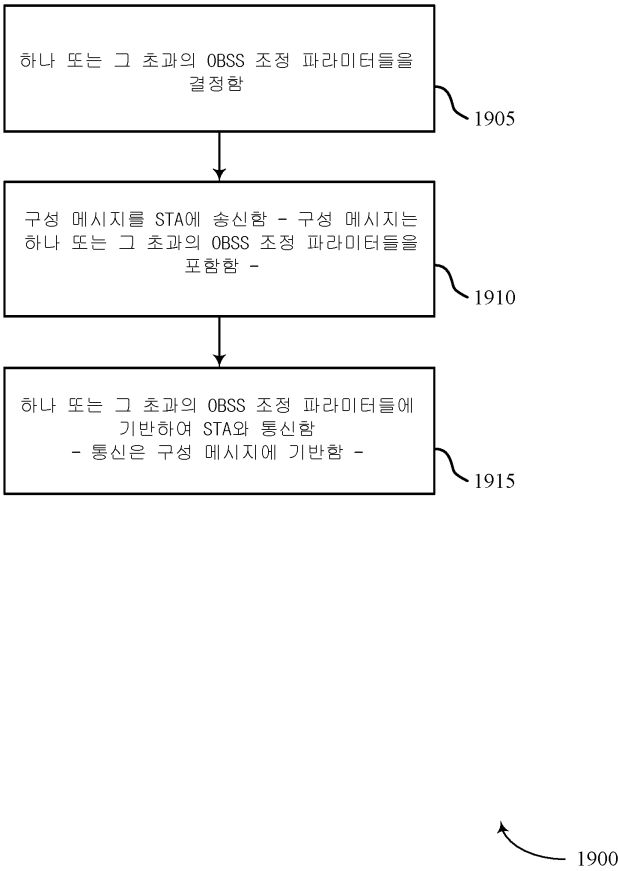 하나 또는 그 초과의 OBSS 조정 파라미터들을
결정함
1905
구성 메시지를 STA에 송신함 - 구성 메시지는
하나 또는 그 초과의 OBSS 조정 파라미터들을
포함함 -
1910
하나 또는 그 초과의 OBSS 조정 파라미터들에
기반하여 STA와 통신함
- 통신은 구성 메시지에 기반함 -
1915
1900